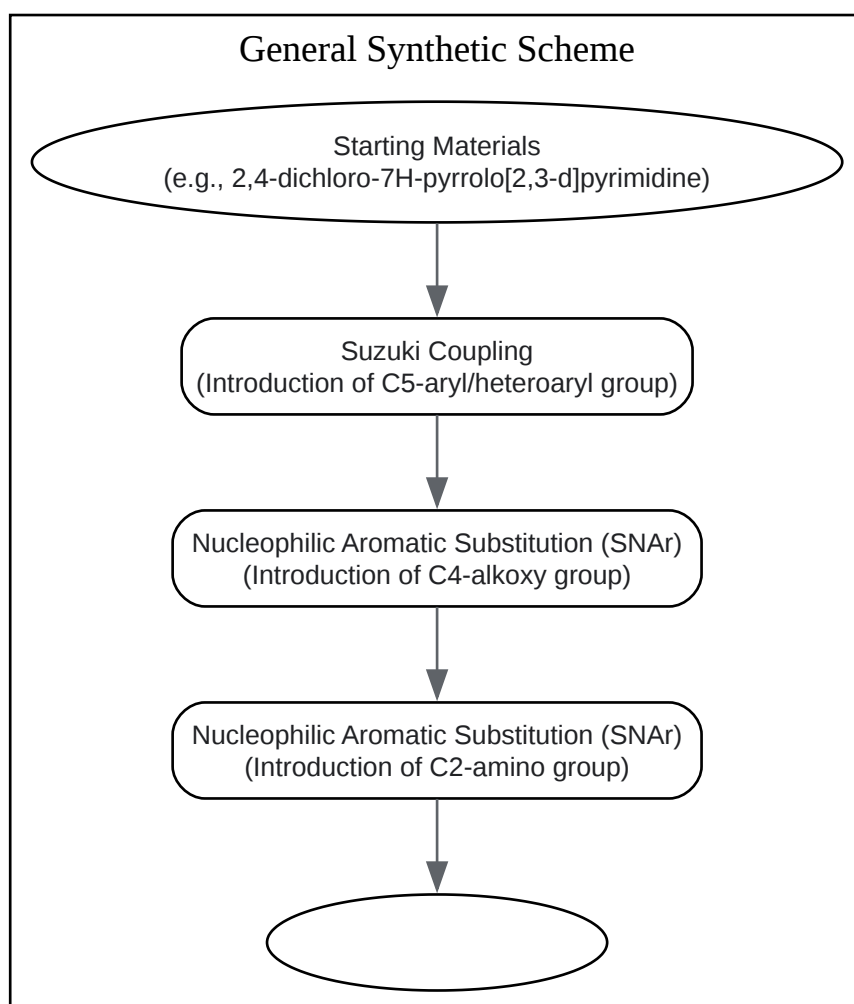 General Synthetic Scheme
Starting Materials
(e.g., 2,4-dichloro-7H-pyrrolo[2,3-d]pyrimidine)
Suzuki Coupling
(Introduction of C5-aryl/heteroaryl group)
Nucleophilic Aromatic Substitution (SNAr)
(Introduction of C4-alkoxy group)
Nucleophilic Aromatic Substitution (SNAr)
(Introduction of C2-amino group)